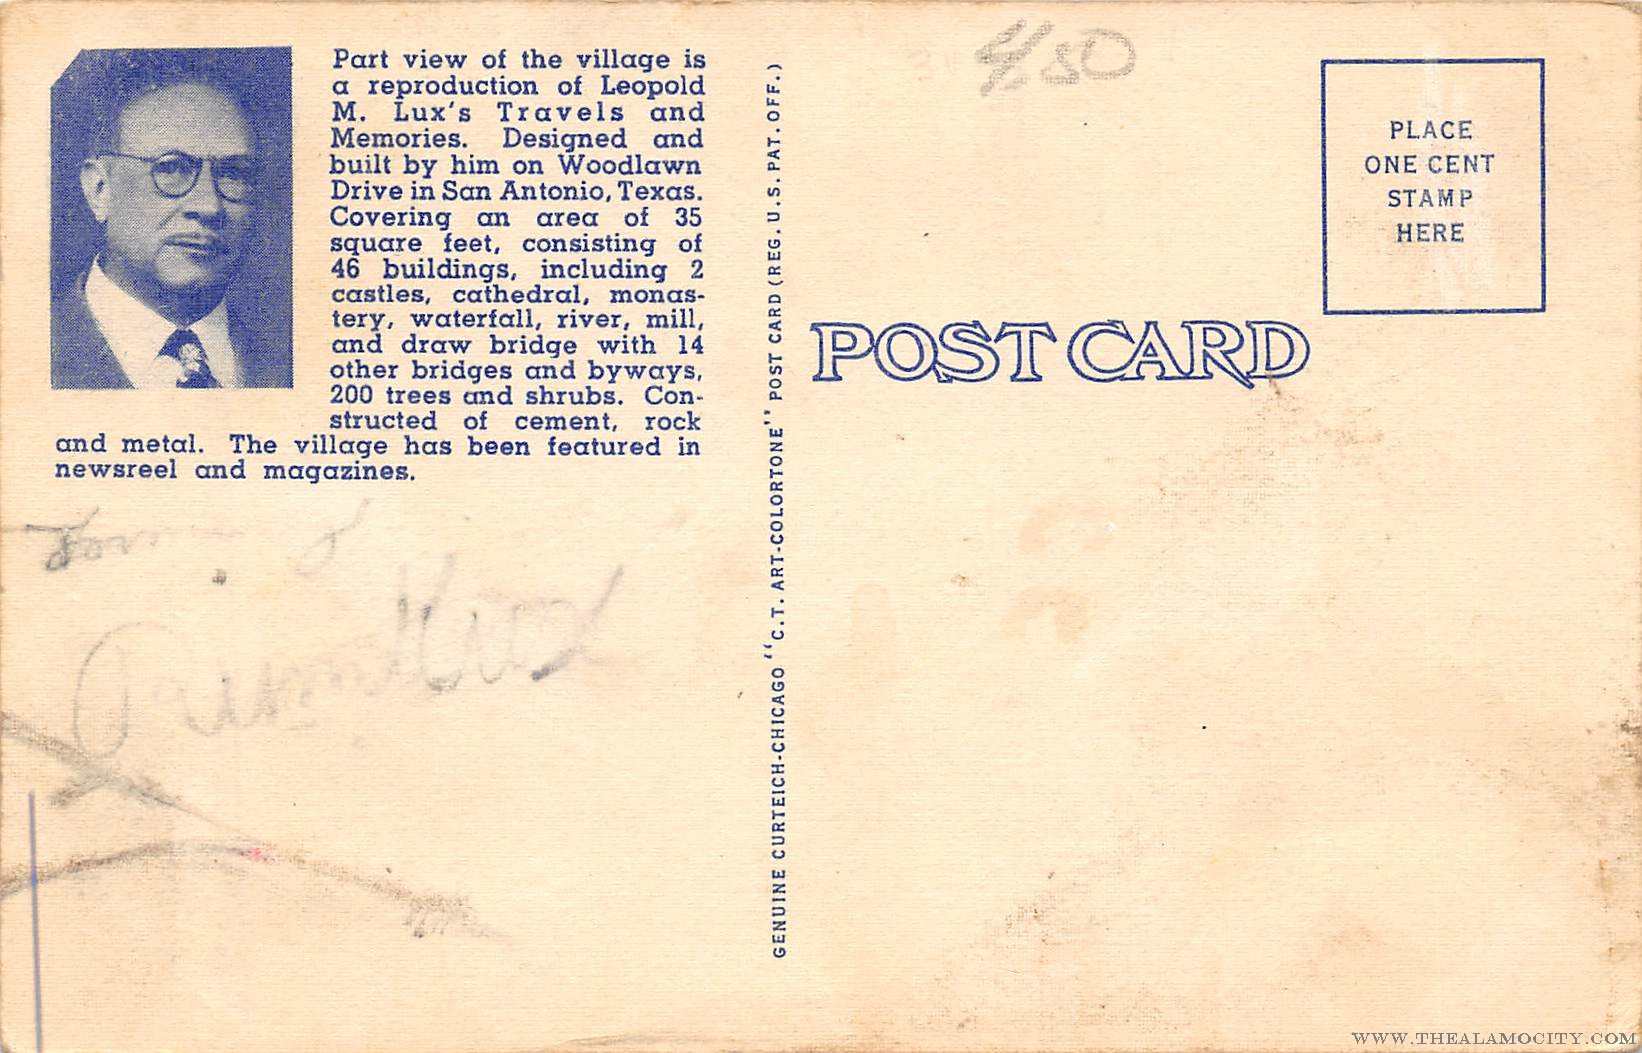 Part view of the village is
a reproduction of Leopold
M. Lux's Travels and
Memories. Designed and
built by him on Woodlawn
Drive in San Antonio, Texas.
Covering an area of 35
square feet, consisting of
46 buildings, including 2
castles, cathedral, monas-
tery, waterfall, river, mill,
and draw bridge with 14
other bridges and byways,
200 trees and shrubs. Con-
structed of cement, rock
and metal. The village has been featured in
newsreel and magazines.
GENUINE CURTEICH-CHICAGO "C.T. ART-COLORTONE" POST CARD (REG. U.S. PAT. OFF.)
450
PLACE
ONE CENT
STAMP
HERE
POST CARD
WWW.THEALAMOCITY.COM